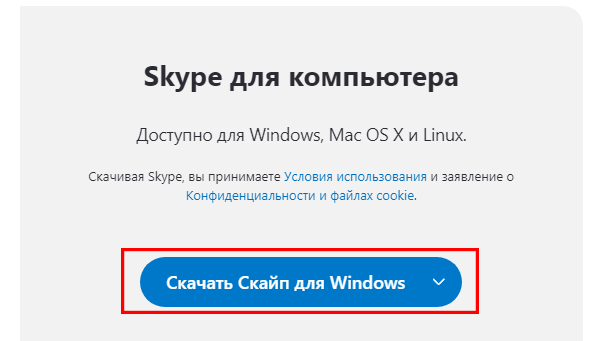 Skype для компьютера
Доступно для Windows, Mac OS X и Linux.
Скачивая Skype, вы принимаете Условия использования и заявление о
Конфиденциальности и файлах cookie.
Скачать Скайп для Windows